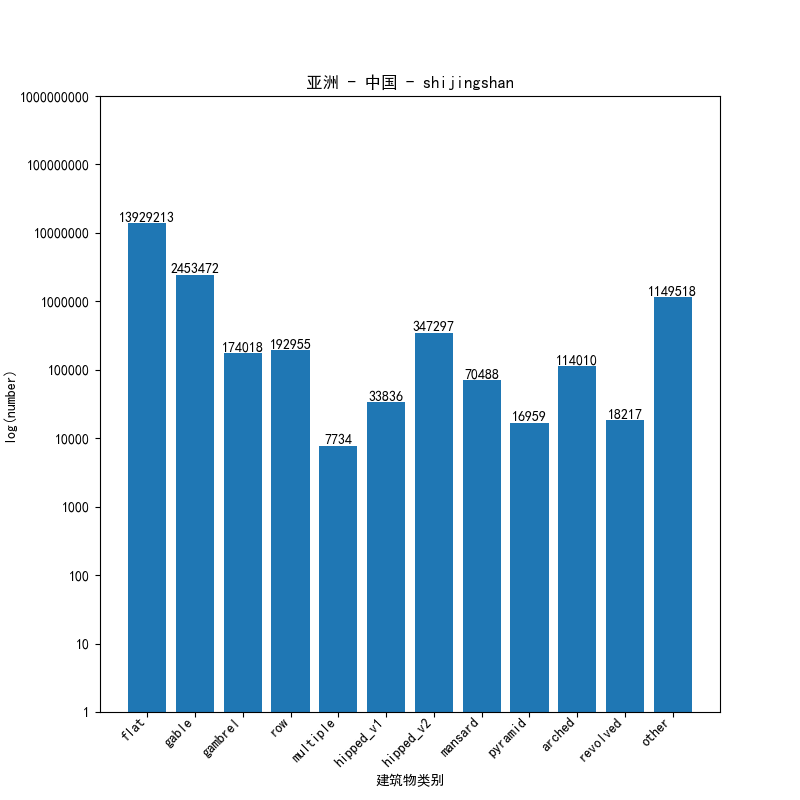 亚洲 - 中国 - shijingshan
1000000000
100000000
10000000
1000000
100000
10000
1000
100
10
1
log(number)
13929213
2453472
174018
192955
7734
33836
347297
70488
16959
114010
18217
1149518
flat
gable
gambrel
row
multiple
hipped_v1
hipped_v2
mansard
pyramid
arched
revolved
other
建筑物类别